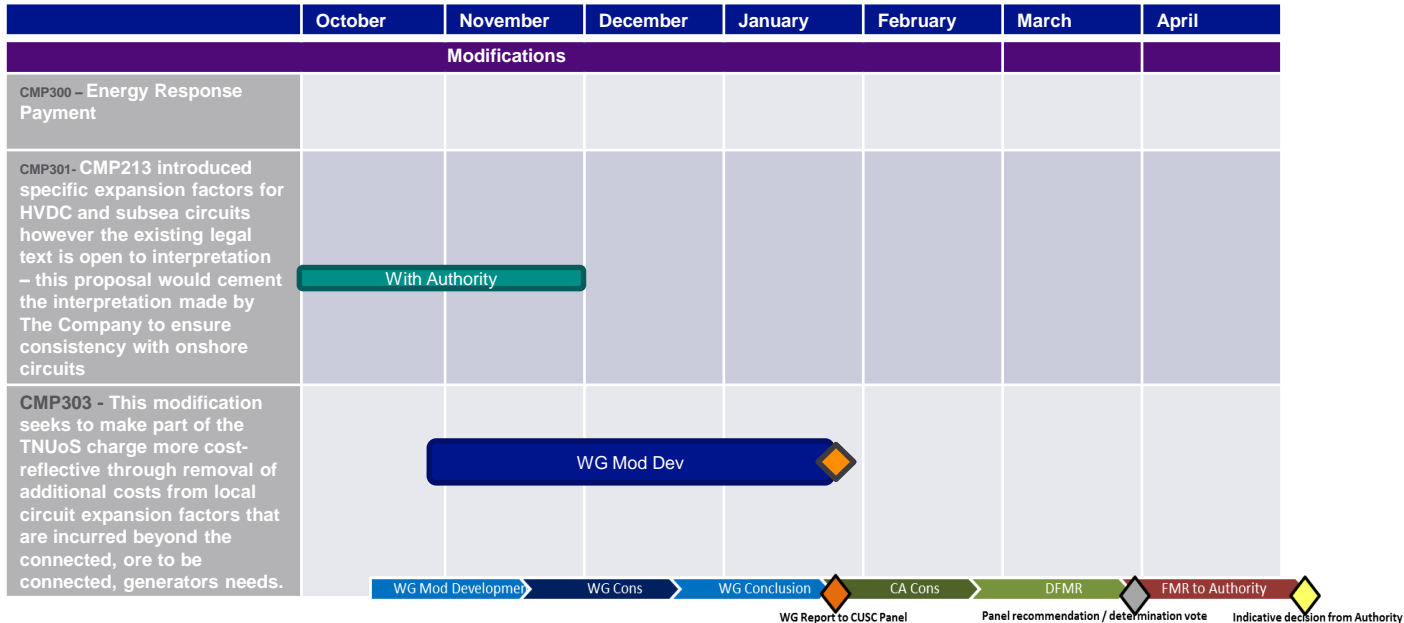 October November December January February March April
Modifications
CMP300 – Energy Response
Payment
CMP301- CMP213 introduced
specific expansion factors for
HVDC and subsea circuits
however the existing legal
text is open to interpretation
– this proposal would cement
the interpretation made by
The Company to ensure
consistency with onshore
circuits
With Authority
CMP303 - This modification
seeks to make part of the
TNUoS charge more cost-
reflective through removal of
additional costs from local
circuit expansion factors that
are incurred beyond the
connected, ore to be
connected, generators needs.
WG Mod Dev
WG Mod Developmen WG Cons WG Conclusion CA Cons DFMR FMR to Authority
WG Report to CUSC Panel Panel recommendation / determination vote Indicative decision from Authority